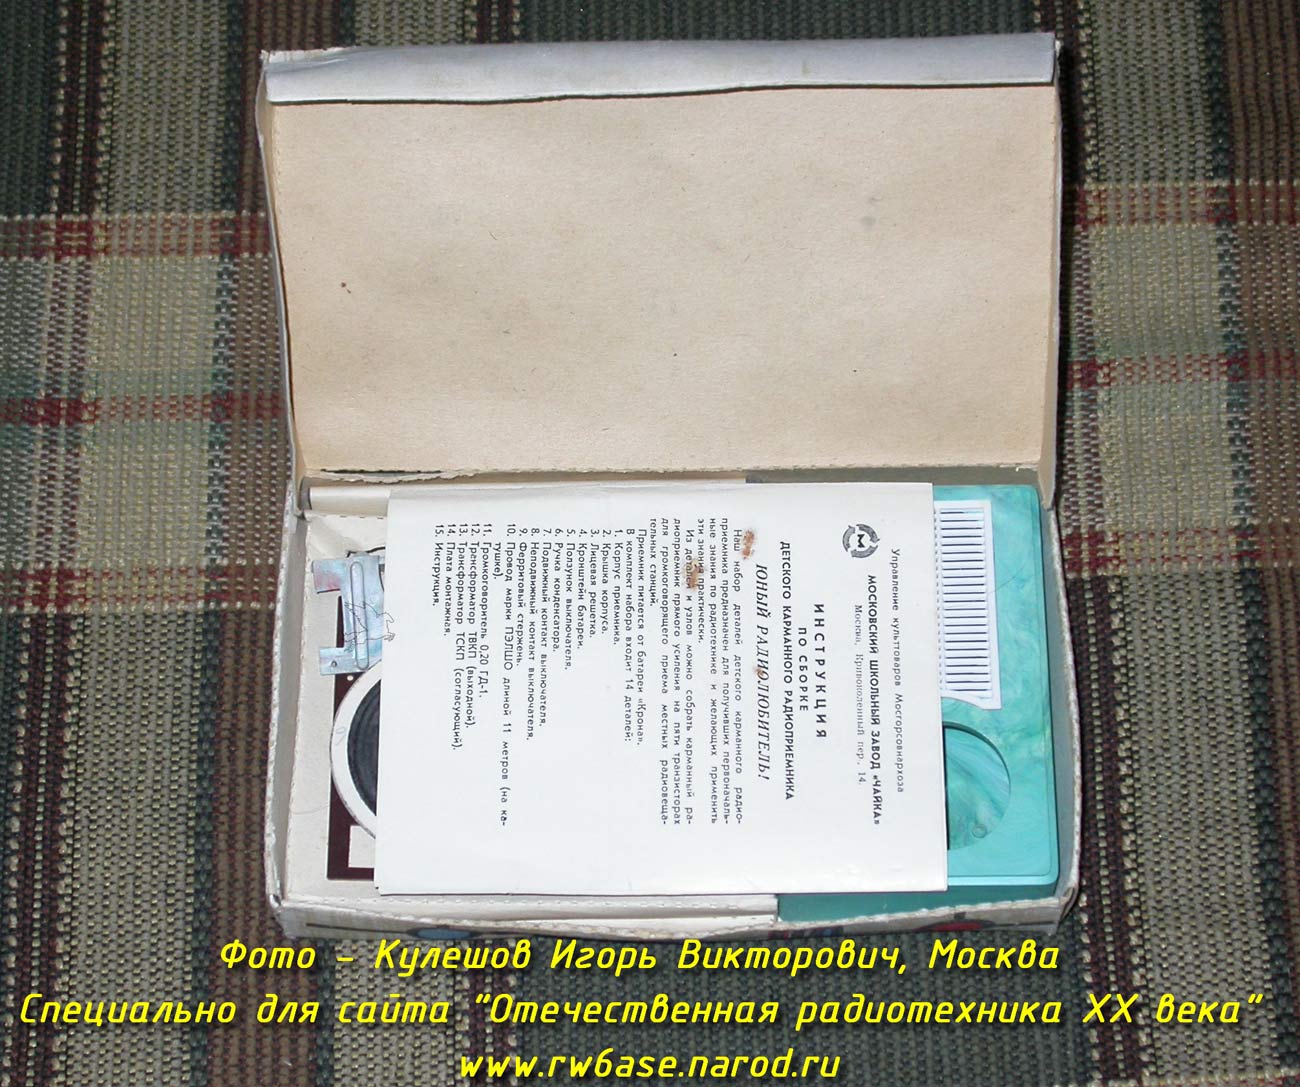 Управление культтоваров Мосгорсовнархоза
МОСКОВСКИЙ ШКОЛЬНЫЙ ЗАВОД «ЧАЙКА»
Москва, Кривоколенный пер., 14.
ИНСТРУКЦИЯ
ПО СБОРКЕ
ДЕТСКОГО КАРМАННОГО РАДИОПРИЕМНИКА
ЮНЫЙ РАДИОЛЮБИТЕЛЬ!
Наш набор деталей детского карманного радио-
приемника предназначен для получивших первоначаль-
ные знания по радиотехнике и желающих применить
эти знания практически.
Из деталей и узлов можно собрать карманный ра-
диоприемник прямого усиления на пяти транзисторах
для громкоговорящего приема местных радиовеща-
тельных станций.
Приемник питается от батареи «Крона».
В комплект набора входит 14 деталей:
1. Корпус приемника.
2. Крышка корпуса.
3. Лицевая решетка.
4. Кронштейн батареи.
5. Ползунок выключателя.
6. Ручка конденсатора.
7. Подвижный контакт выключателя.
8. Неподвижный контакт выключателя.
9. Ферритовый стержень.
10. Провод марки ПЭЛШО длиной 11 метров (на ка-
тушке).
11. Громкоговоритель 0,20 ГД-1.
12. Трансформатор ТВКП (выходной).
13. Трансформатор ТСКП (согласующий).
14. Плата монтажная.
15. Инструкция.
Фото - Кулешов Игорь Викторович, Москва
Специально для сайта "Отечественная радиотехника XX века"
www.rw6ase.narod.ru